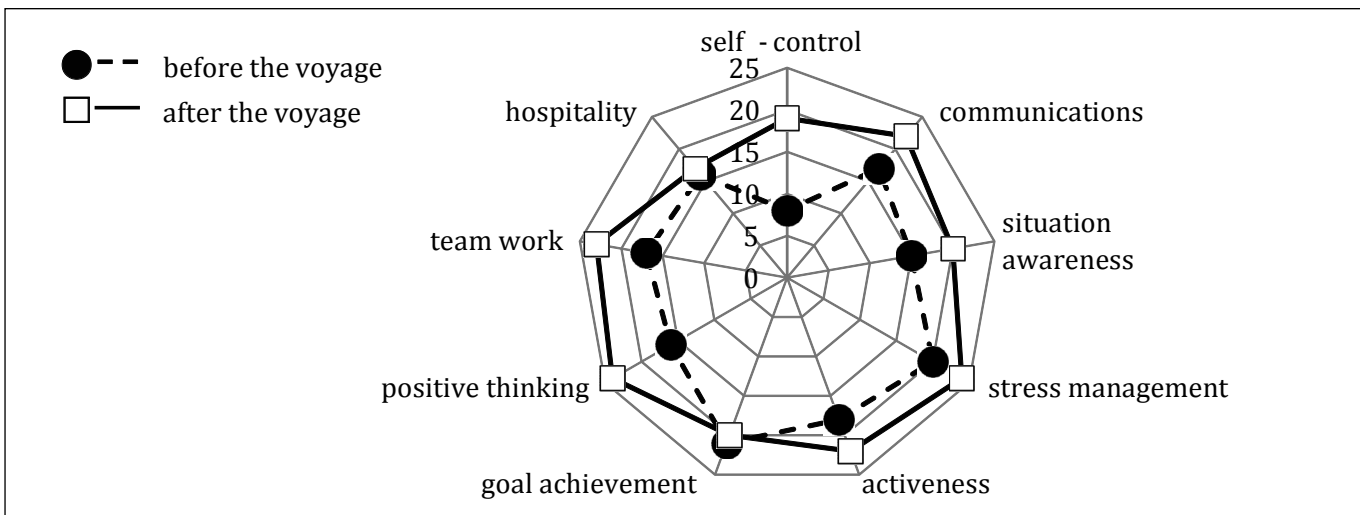 before the voyage
after the voyage
self - control
25
20
15
10
5
0
communications
situation
awareness
stress management
activeness
goal achievement
positive thinking
team work
hospitality